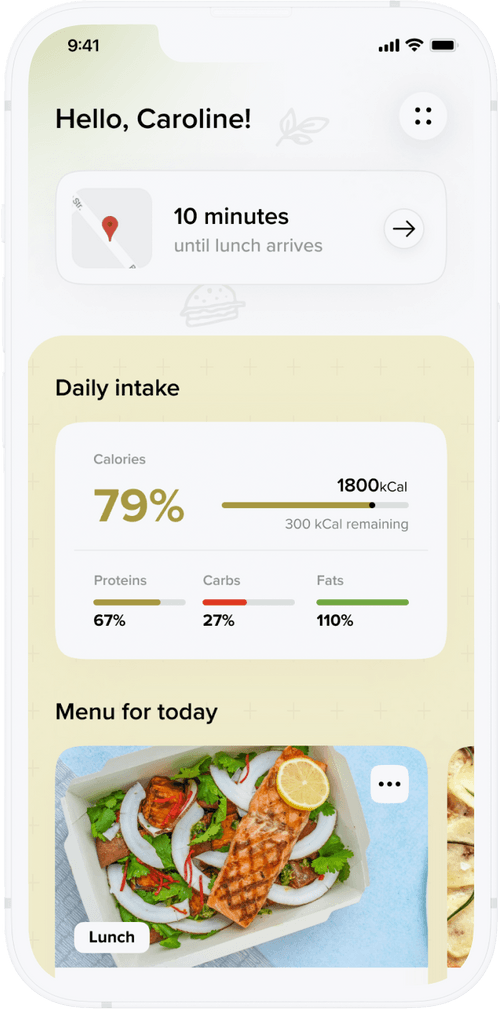 9:41
Hello, Caroline!
Str.
10 minutes
until lunch arrives
Daily intake
Calories
79%
1800kCal
300 kCal remaining
Proteins Carbs Fats
67% 27% 110%
Menu for today
Lunch